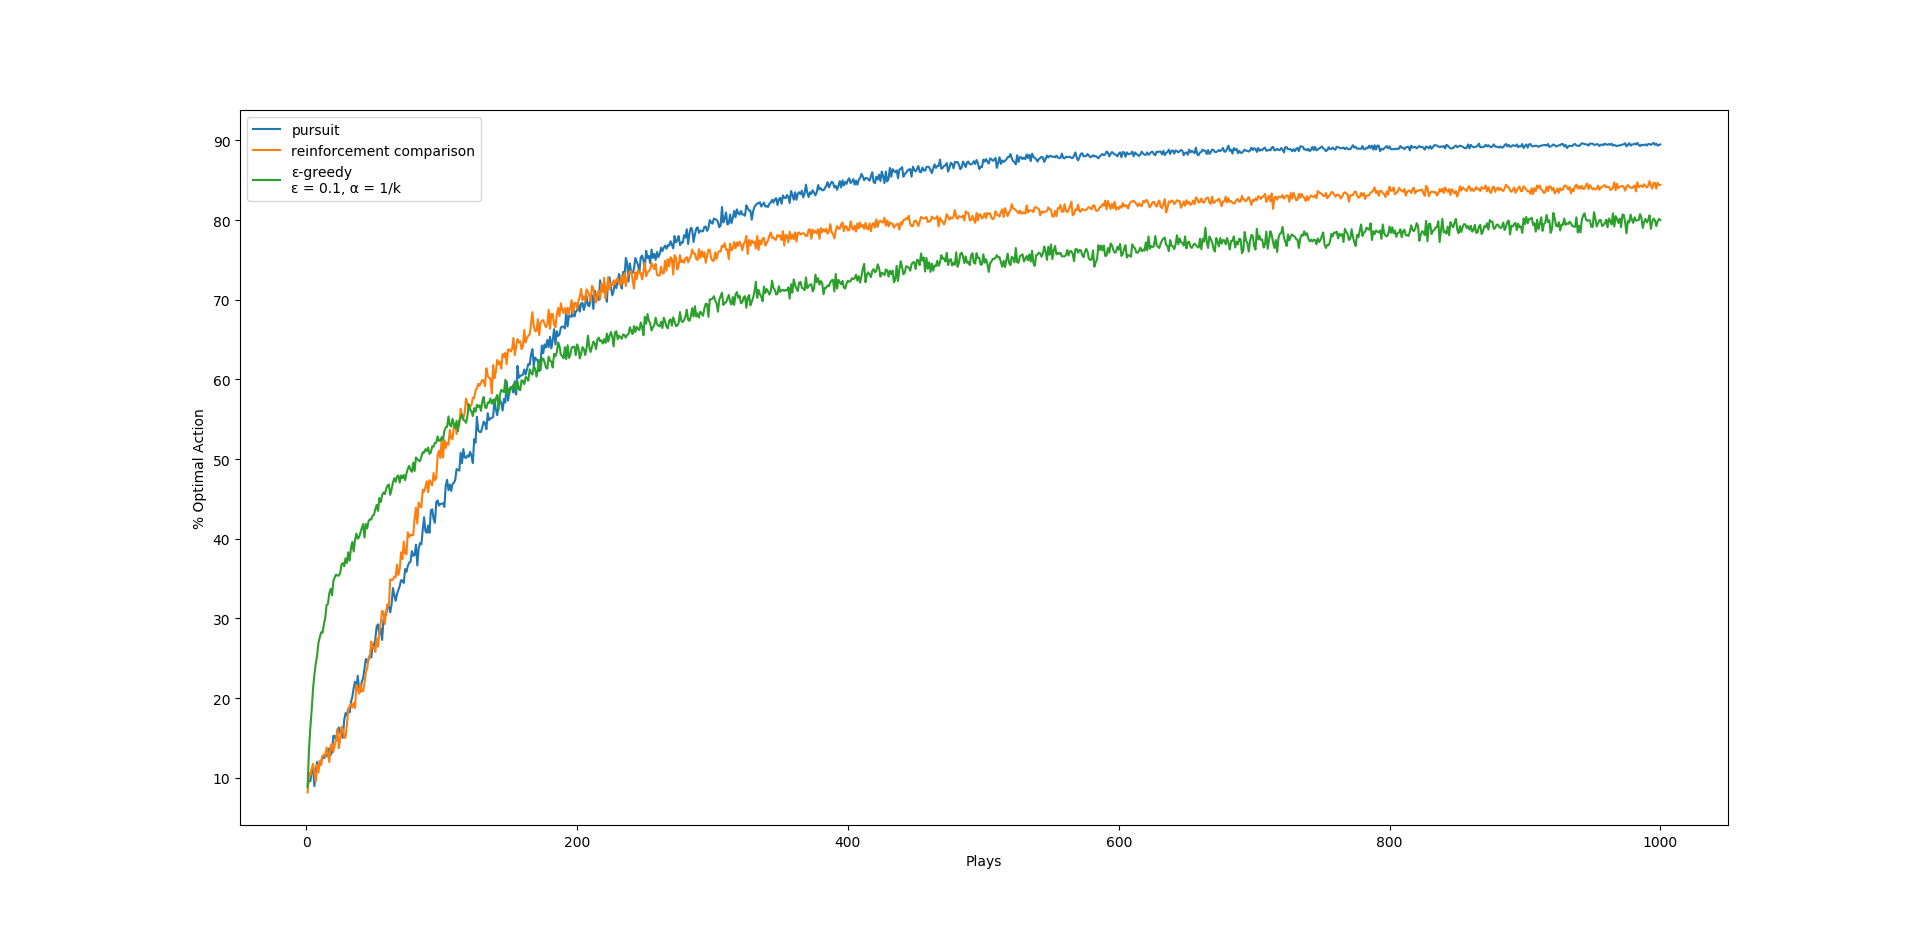 pursuit
reinforcement comparison
ε-greedy
ε = 0.1, α = 1/k
90
80
70
60
50
40
30
20
10
% Optimal Action
0 200 400 600 800 1000
Plays